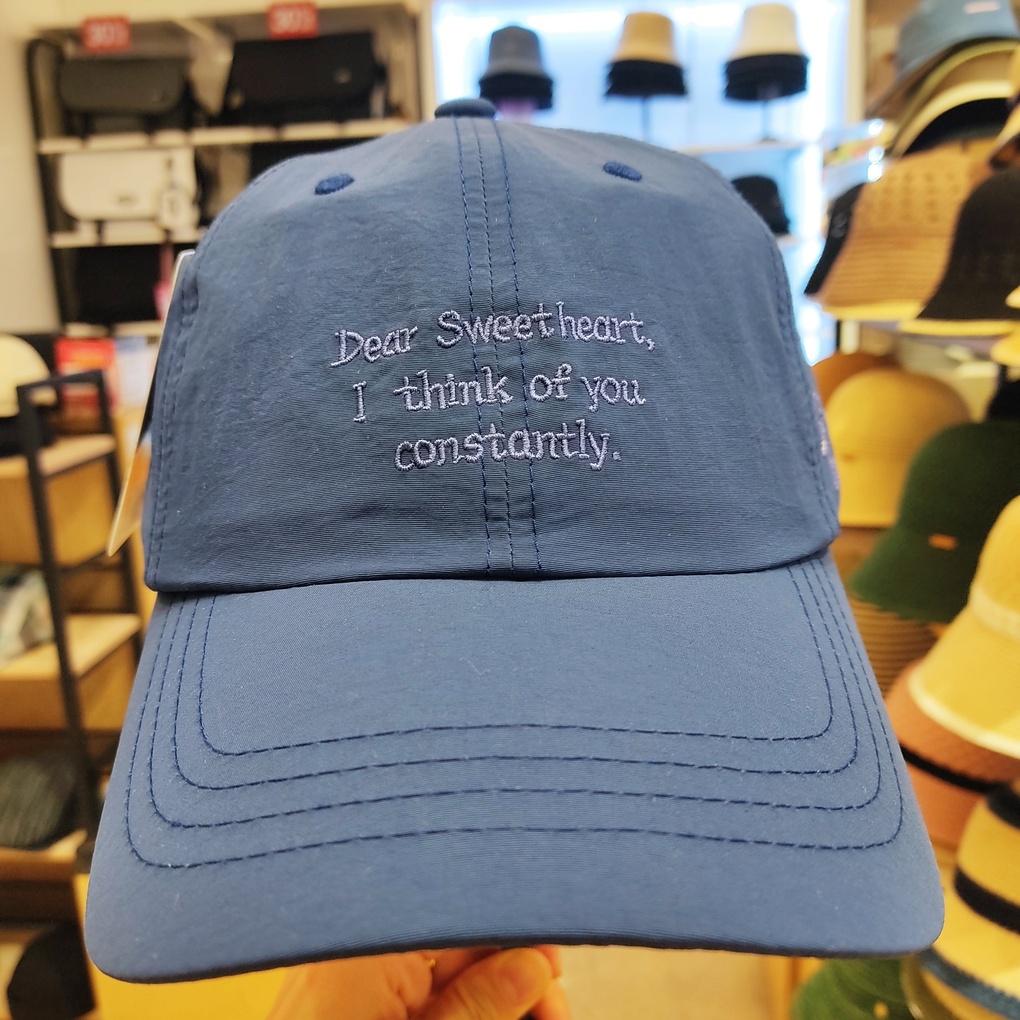 Dear Sweetheart,
I think of you
constantly.